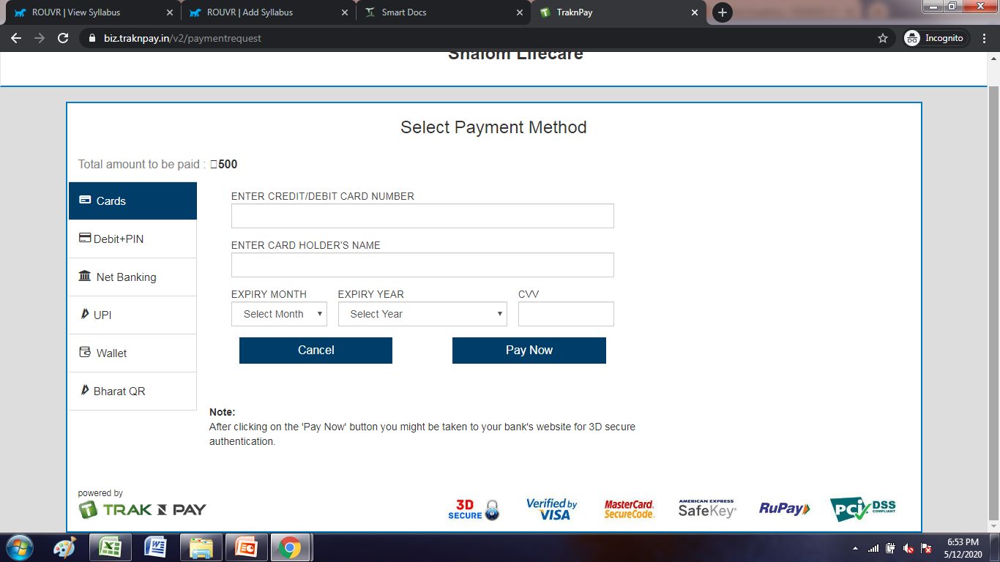 ROUVR | View Syllabus
ROUVR | Add Syllabus
Smart Docs
TraknPay
biz.traknpay.in/v2/paymentrequest
Incognito
Shalom Lifecare
Select Payment Method
Total amount to be paid : 500
Cards
Debit+PIN
Net Banking
UPI
Wallet
Bharat QR
ENTER CREDIT/DEBIT CARD NUMBER
ENTER CARD HOLDER'S NAME
EXPIRY MONTH EXPIRY YEAR CVV
Select Month Select Year
Cancel Pay Now
Note:
After clicking on the 'Pay Now' button you might be taken to your bank's website for 3D secure
authentication.
powered by
TRAKNPAY
3D
SECURE
Verified by
VISA
MasterCard.
SecureCode.
AMERICAN EXPRESS
SafeKey
RuPay
PCI DSS
COMPLIANT
6:53 PM
5/12/2020